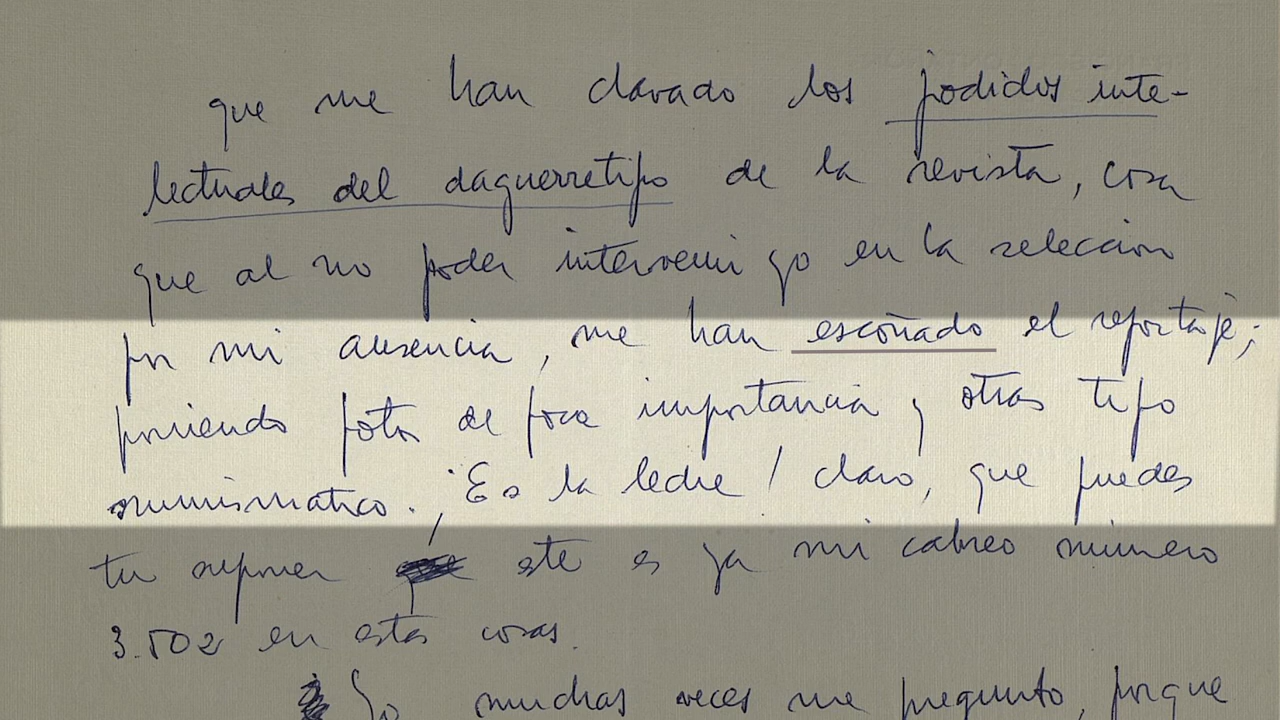 que me han clavado los jodidos inte-
lectuales del daguerretipo de la revista, cosa
que al no poder intervenir yo en la seleccion
por mi ausencia, me han escoñado el reportaje;
poniendo fotos de poca importancia y otras tipo
numismatico. ¡Es la leche! claro, que puedes
tu suponer este es ya mi cabreo número
3.502 en estas cosas.
Yo muchas veces me pregunto, porque